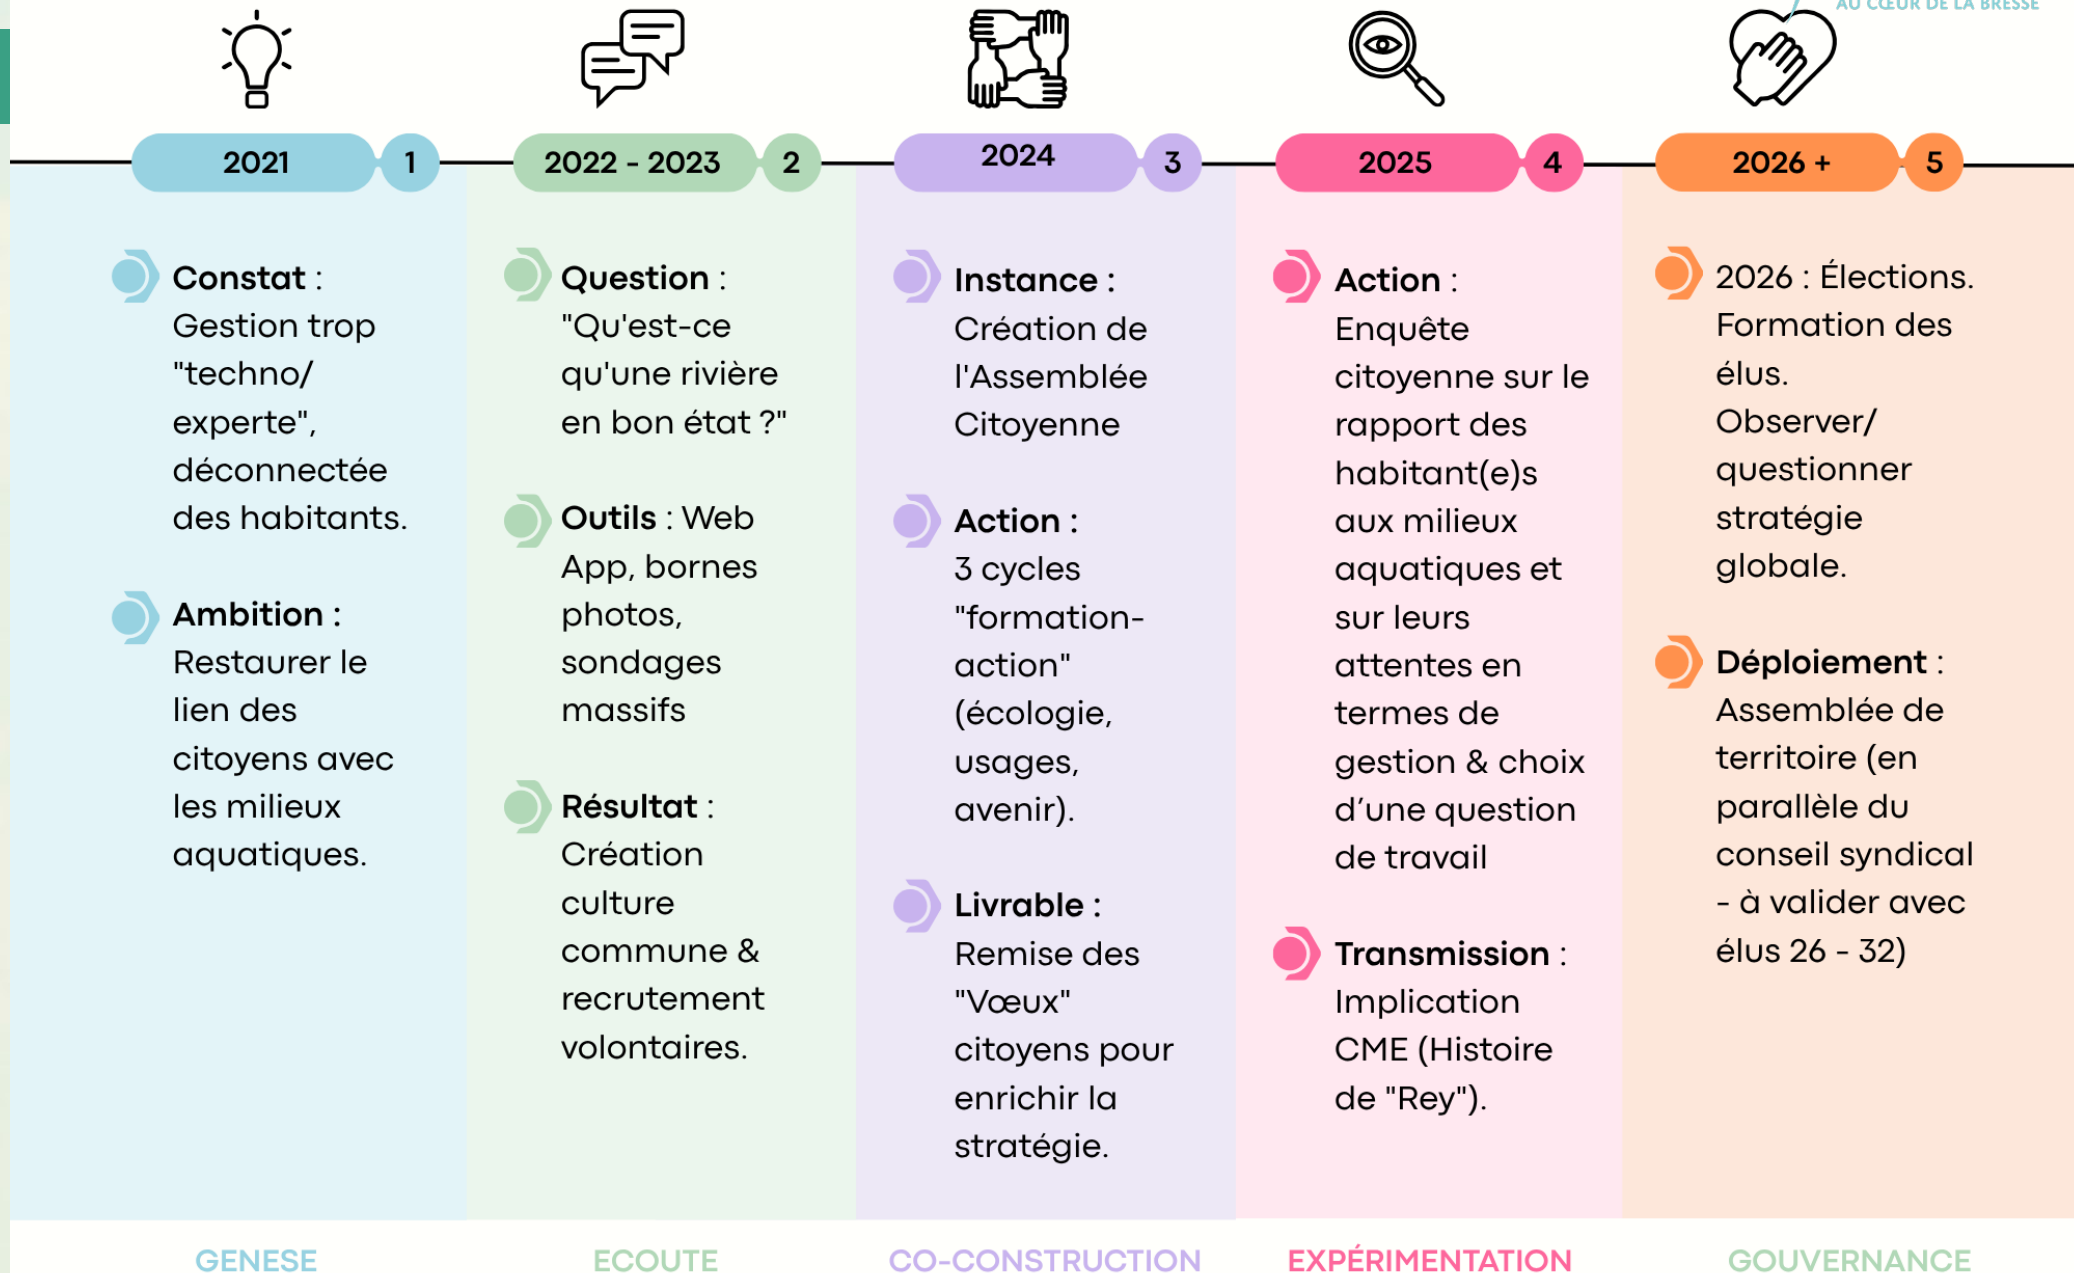 AU CŒUR DE LA BRESSE
2021 1
2022 - 2023 2
2024 3
2025 4
2026 + 5
Constat :
Gestion trop
"techno/
experte",
déconnectée
des habitants.
Ambition :
Restaurer le
lien des
citoyens avec
les milieux
aquatiques.
Question :
"Qu'est-ce
qu'une rivière
en bon état ?"
Outils : Web
App, bornes
photos,
sondages
massifs
Résultat :
Création
culture
commune &
recrutement
volontaires.
Instance :
Création de
l'Assemblée
Citoyenne
Action :
3 cycles
"formation-
action"
(écologie,
usages,
avenir).
Livrable :
Remise des
"Vœux"
citoyens pour
enrichir la
stratégie.
Action :
Enquête
citoyenne sur le
rapport des
habitant(e)s
aux milieux
aquatiques et
sur leurs
attentes en
termes de
gestion & choix
d'une question
de travail
Transmission :
Implication
CME (Histoire
de "Rey").
2026 : Élections.
Formation des
élus.
Observer/
questionner
stratégie
globale.
Déploiement :
Assemblée de
territoire (en
parallèle du
conseil syndical
- à valider avec
élus 26 - 32)
GENESE
ECOUTE
CO-CONSTRUCTION
EXPÉRIMENTATION
GOUVERNANCE